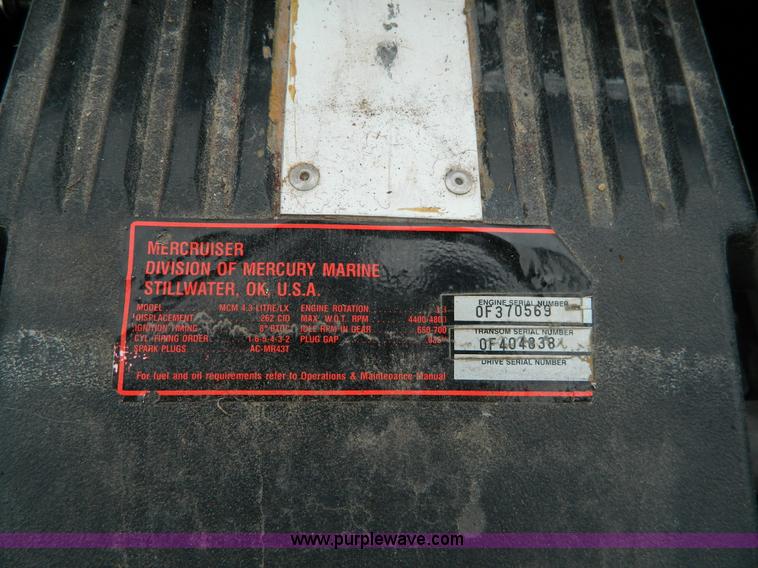 MERCRUISER
DIVISION OF MERCURY MARINE
STILLWATER, OK, U.S.A.
MODEL MCM 4.3 LITRE/LX ENGINE ROTATION
DISPLACEMENT 262 CID MAX. W.O.T. RPM 4400-4800
IGNITION TIMING 8° BTDC IDLE RPM IN GEAR 650-700
CYL. FIRING ORDER 1-6-5-4-3-2 PLUG GAP
SPARK PLUGS AC-MR43T
For fuel and oil requirements refer to Operations & Maintenance Manual
ENGINE SERIAL NUMBER
0F370569
TRANSOM SERIAL NUMBER
0F404838
DRIVE SERIAL NUMBER
www.purplewave.com